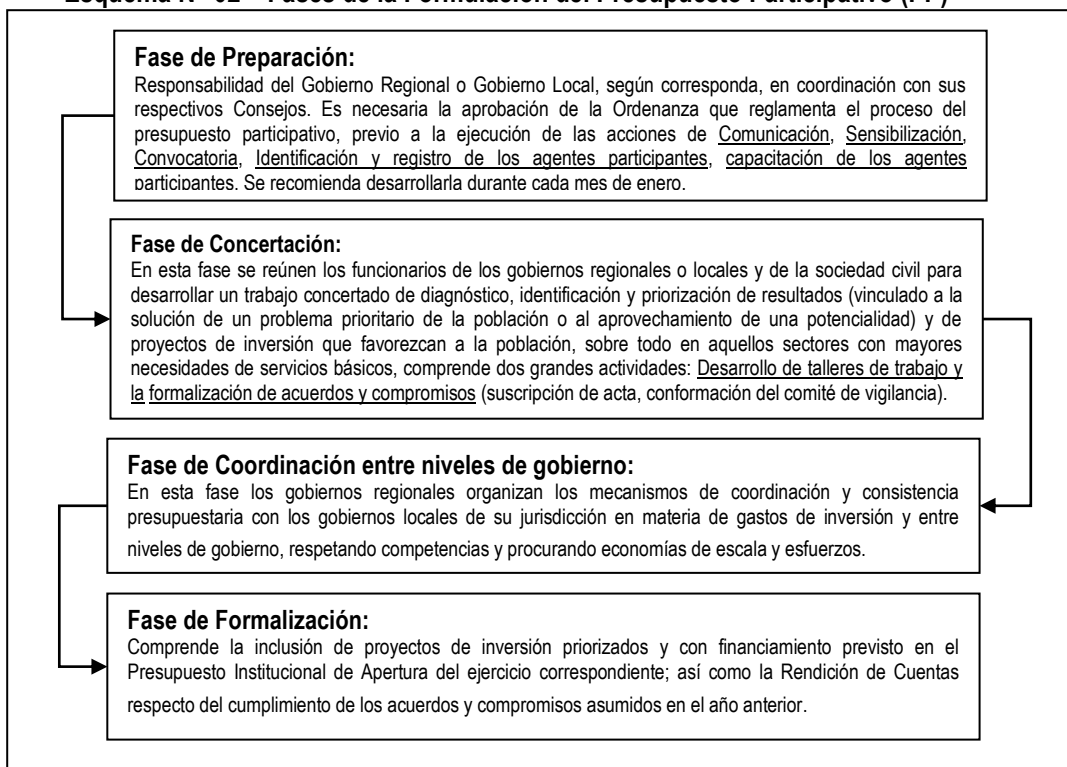 Esquema N° 02 – Fases de la Formulación del Presupuesto Participativo (PP)
Fase de Preparación:
Responsabilidad del Gobierno Regional o Gobierno Local, según corresponda, en coordinación con sus
respectivos Consejos. Es necesaria la aprobación de la Ordenanza que reglamenta el proceso del
presupuesto participativo, previo a la ejecución de las acciones de Comunicación, Sensibilización,
Convocatoria, Identificación y registro de los agentes participantes, capacitación de los agentes
participantes. Se recomienda desarrollarla durante cada mes de enero.
Fase de Concertación:
En esta fase se reúnen los funcionarios de los gobiernos regionales o locales y de la sociedad civil para
desarrollar un trabajo concertado de diagnóstico, identificación y priorización de resultados (vinculado a la
solución de un problema prioritario de la población o al aprovechamiento de una potencialidad) y de
proyectos de inversión que favorezcan a la población, sobre todo en aquellos sectores con mayores
necesidades de servicios básicos, comprende dos grandes actividades: Desarrollo de talleres de trabajo y
la formalización de acuerdos y compromisos (suscripción de acta, conformación del comité de vigilancia).
Fase de Coordinación entre niveles de gobierno:
En esta fase los gobiernos regionales organizan los mecanismos de coordinación y consistencia
presupuestaria con los gobiernos locales de su jurisdicción en materia de gastos de inversión y entre
niveles de gobierno, respetando competencias y procurando economías de escala y esfuerzos.
Fase de Formalización:
Comprende la inclusión de proyectos de inversión priorizados y con financiamiento previsto en el
Presupuesto Institucional de Apertura del ejercicio correspondiente; así como la Rendición de Cuentas
respecto del cumplimiento de los acuerdos y compromisos asumidos en el año anterior.